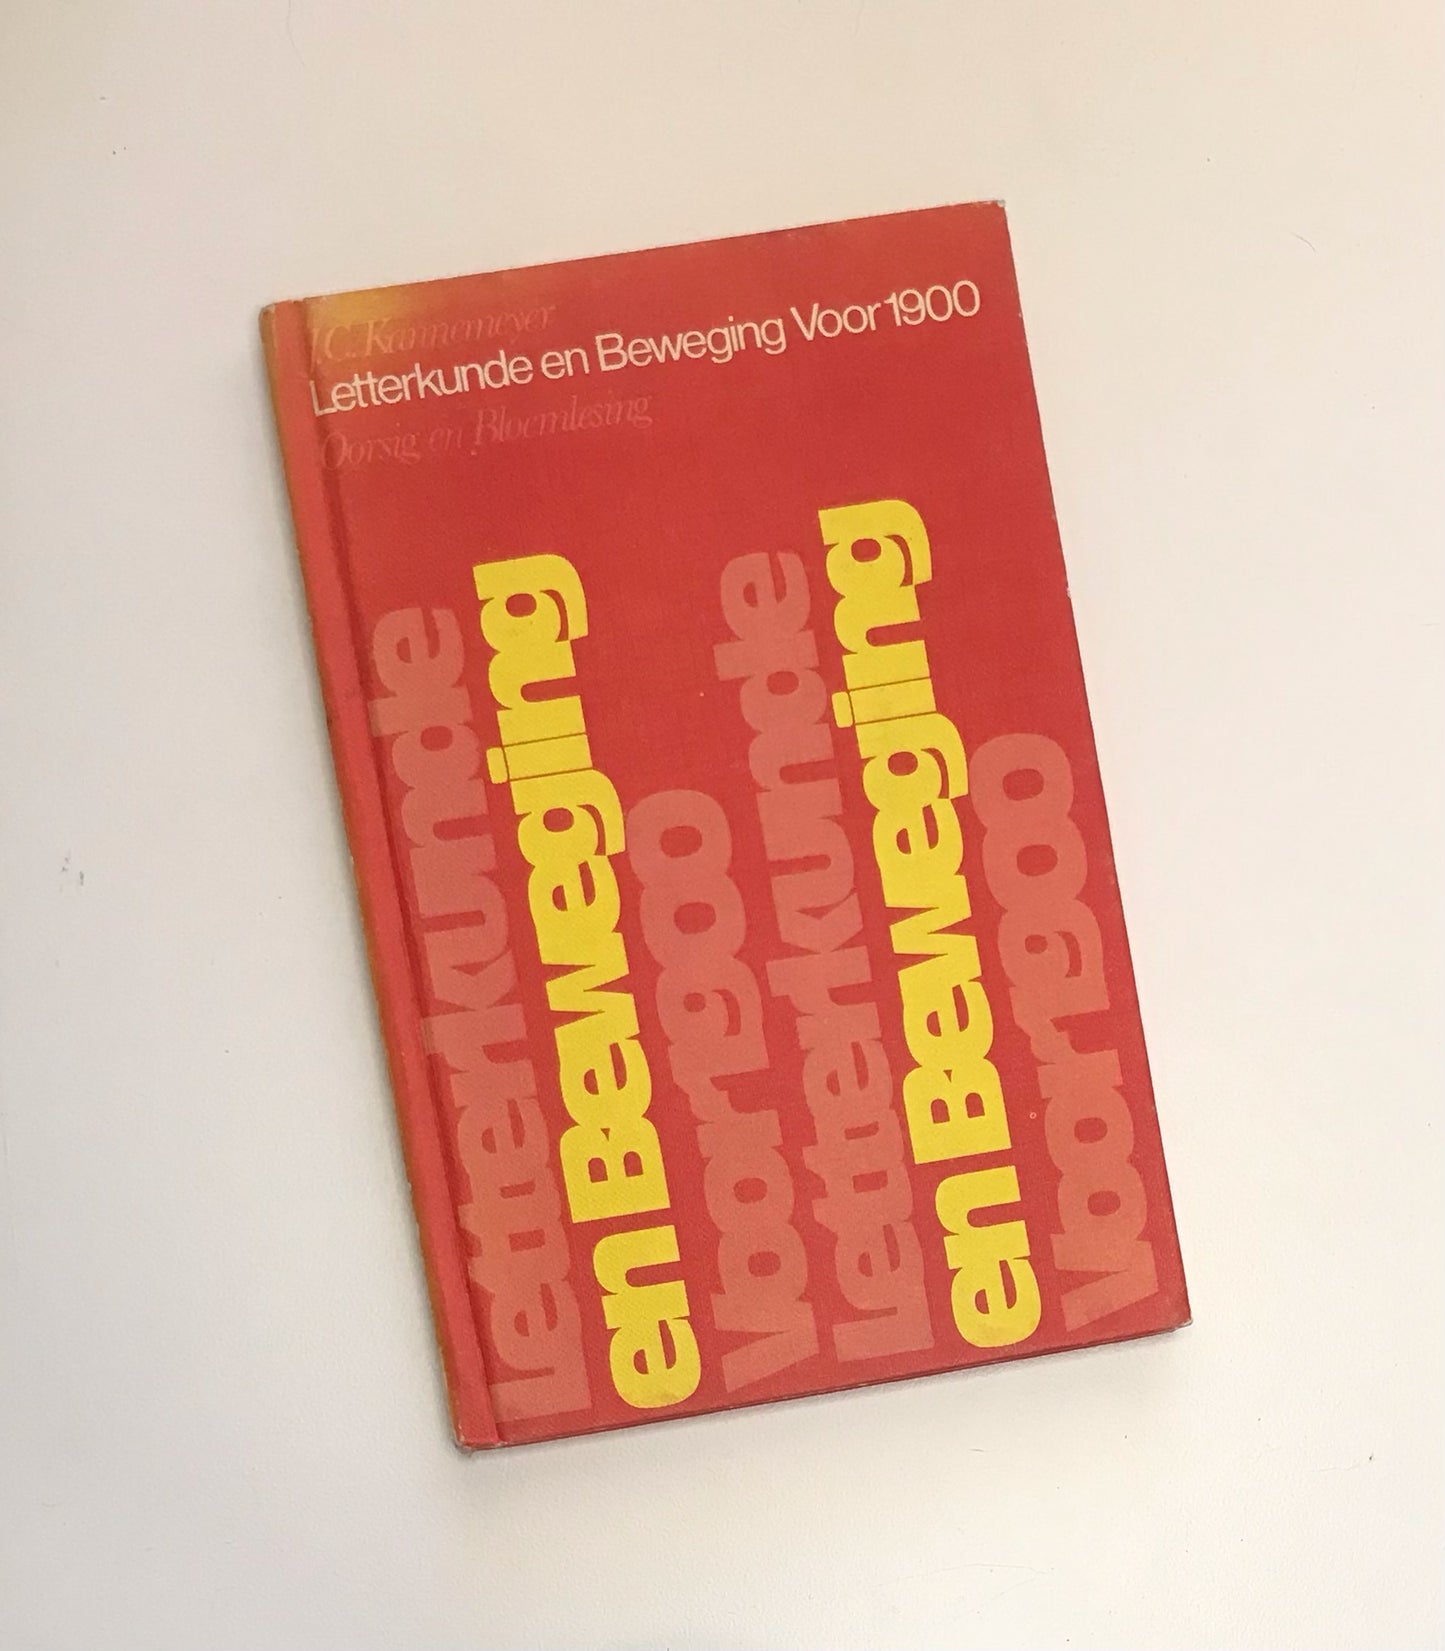 J.C. Kannemeyer
Letterkunde en Beweging Voor 1900
Oorsig en Bloemlesing
Letterkunde
en Beweging
Voor 1900
Letterkunde
en Beweging
Voor 1900